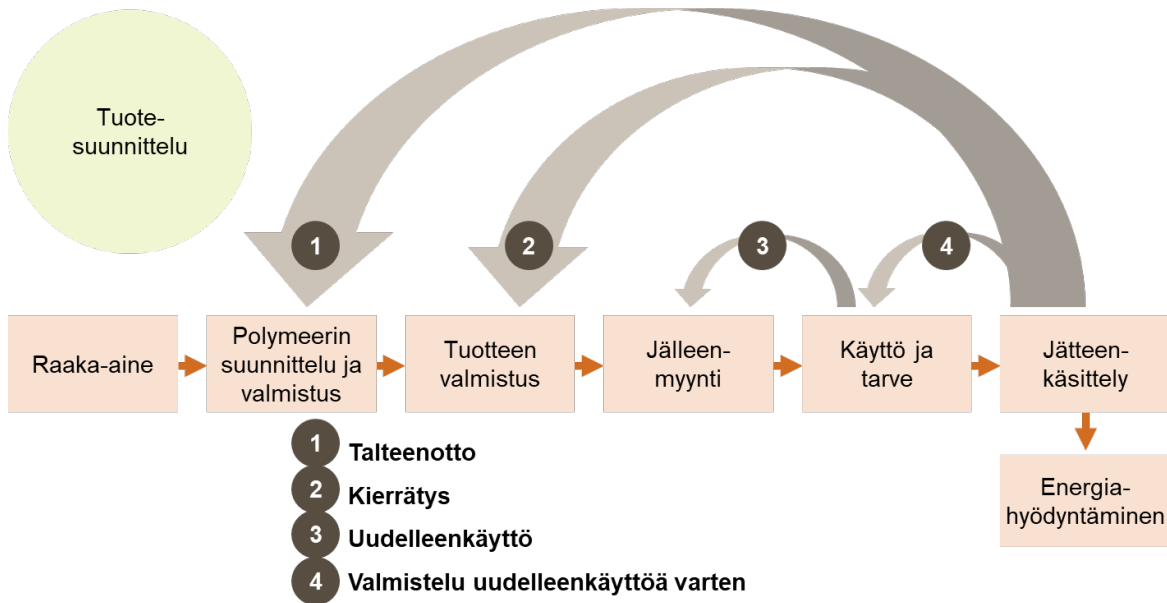 Tuote-
suunnittelu
1
2
3
4
Raaka-aine
Polymeerin
suunnittelu ja
valmistus
Tuotteen
valmistus
Jälleen-
myynti
Käyttö ja
tarve
Jätteen-
käsittely
Energia-
hyödyntäminen
1 Talteenotto
2 Kierrätys
3 Uudelleenkäyttö
4 Valmistelu uudelleenkäyttöä varten